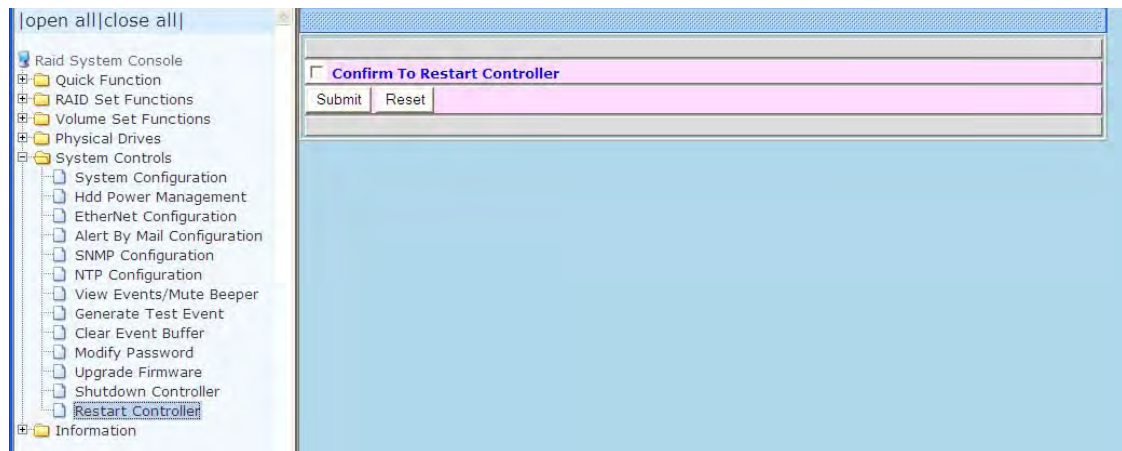 |open all|close all|
Raid System Console
Quick Function
RAID Set Functions
Volume Set Functions
Physical Drives
System Controls
System Configuration
Hdd Power Management
EtherNet Configuration
Alert By Mail Configuration
SNMP Configuration
NTP Configuration
View Events/Mute Beeper
Generate Test Event
Clear Event Buffer
Modify Password
Upgrade Firmware
Shutdown Controller
Restart Controller
Information
Confirm To Restart Controller
Submit Reset